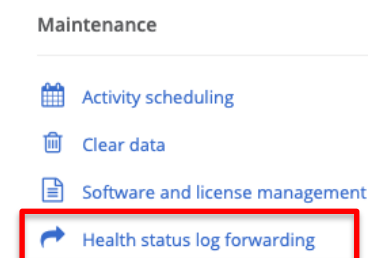 Maintenance
Activity scheduling
Clear data
Software and license management
Health status log forwarding